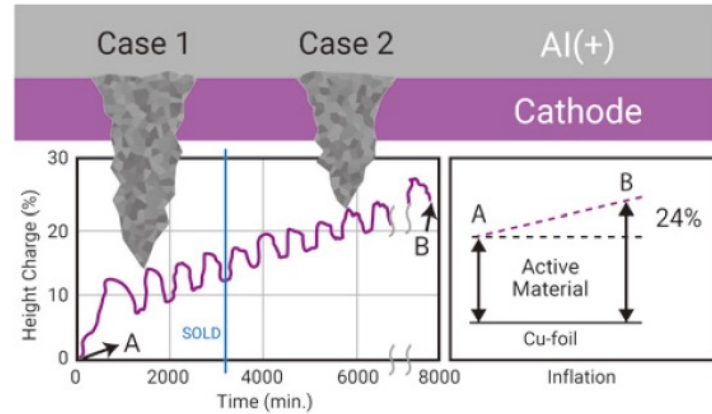 Case 1
Case 2
Al(+)
Cathode
Height Charge (%)
30
20
10
0
A
SOLD
B
0
2000
4000
6000
8000
Time (min.)
A
B
24%
Active
Material
Cu-foil
Inflation